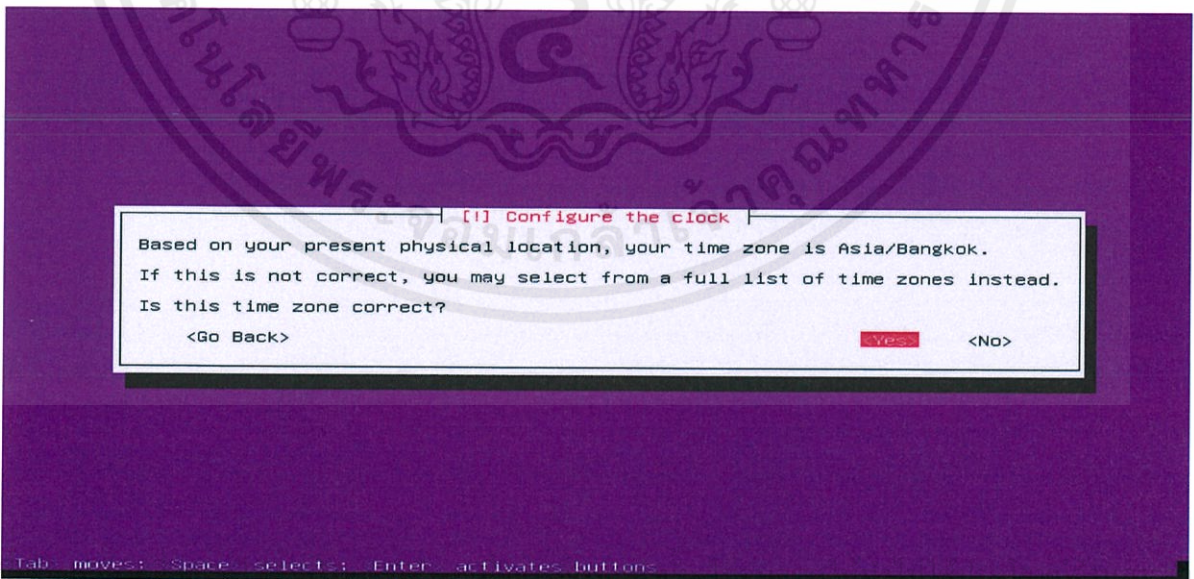 [!] Configure the clock
Based on your present physical location, your time zone is Asia/Bangkok.
If this is not correct, you may select from a full list of time zones instead.
Is this time zone correct?
<Go Back> <Yes> <No>
Tab moves; Space selects; Enter activates buttons